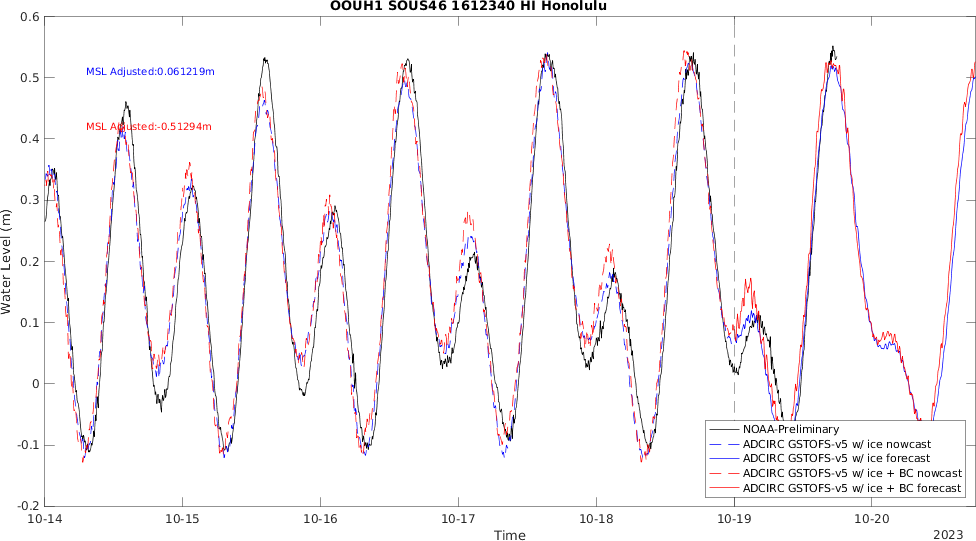 OOUH1 SOUS46 1612340 HI Honolulu
0.6
0.5
0.4
0.3
0.2
0.1
0
-0.1
-0.2
Water Level (m)
MSL Adjusted:0.061219m
MSL Adjusted:-0.51294m
NOAA-Preliminary
ADCIRC GSTOFS-v5 w/ ice nowcast
ADCIRC GSTOFS-v5 w/ ice forecast
ADCIRC GSTOFS-v5 w/ice + BC nowcast
ADCIRC GSTOFS-v5 w/ice + BC forecast
10-14 10-15 10-16 10-17 10-18 10-19 10-20
Time
2023